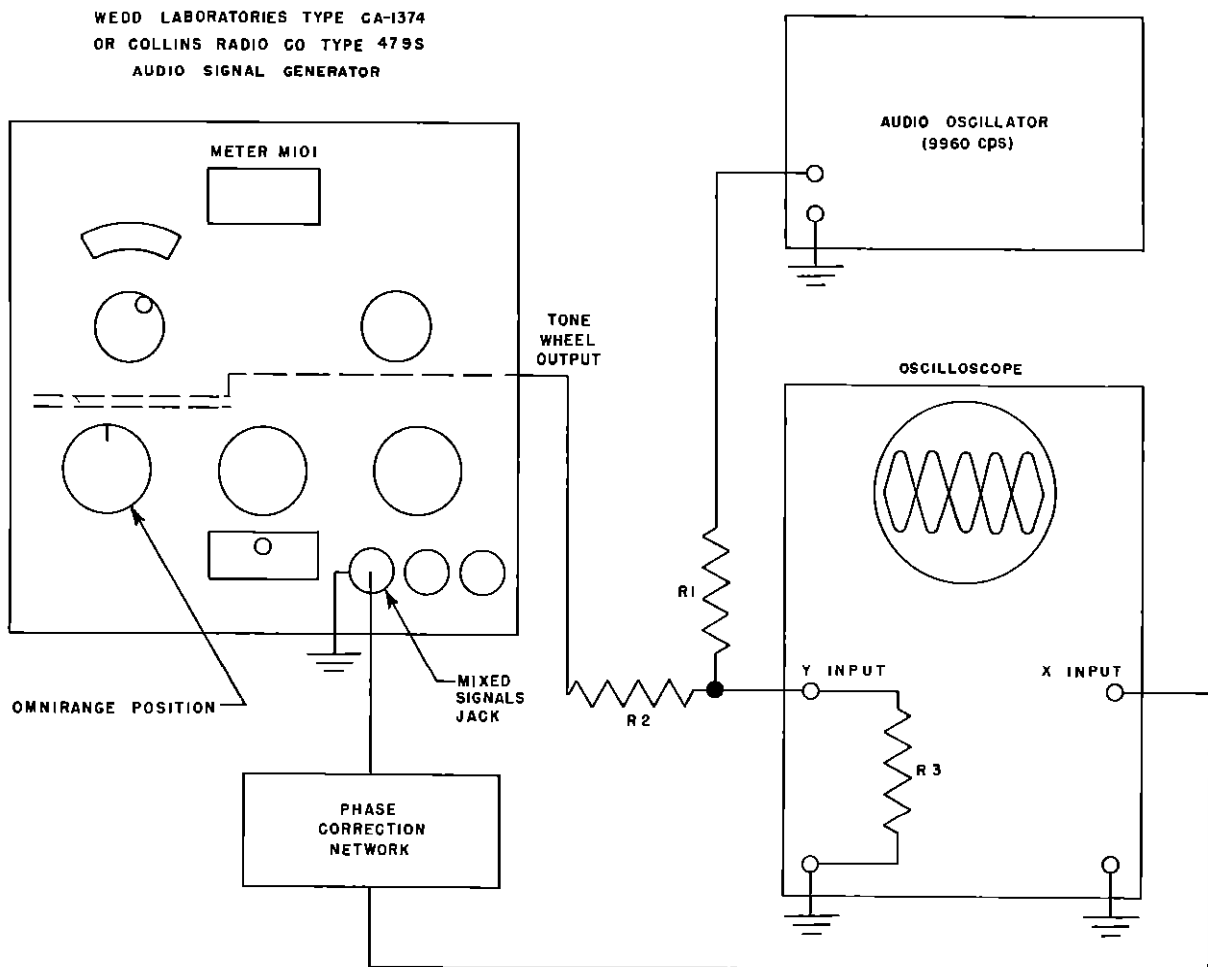 WEDD LABORATORIES TYPE CA-1374
OR COLLINS RADIO CO TYPE 479S
AUDIO SIGNAL GENERATOR
METER M101
TONE
WHEEL
OUTPUT
AUDIO OSCILLATOR
(9960 cps)
OSCILLOSCOPE
R1
R2
Y INPUT
X INPUT
R3
OMNIRANGE POSITION
MIXED
SIGNALS
JACK
PHASE
CORRECTION
NETWORK